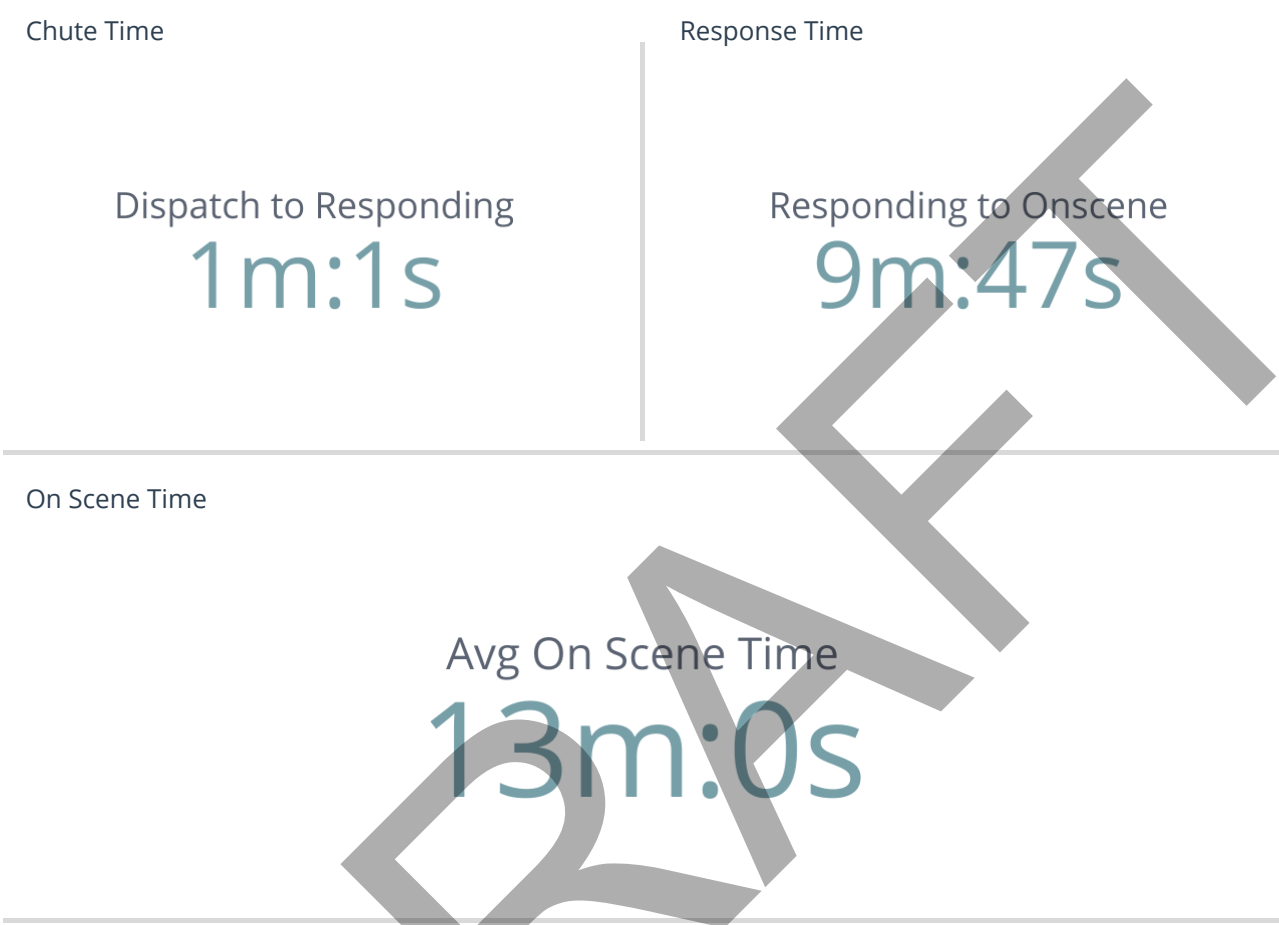 Chute Time
Dispatch to Responding
1m:1s
Response Time
Responding to Onscene
9m:47s
On Scene Time
Avg On Scene Time
13m:0s
RAFT